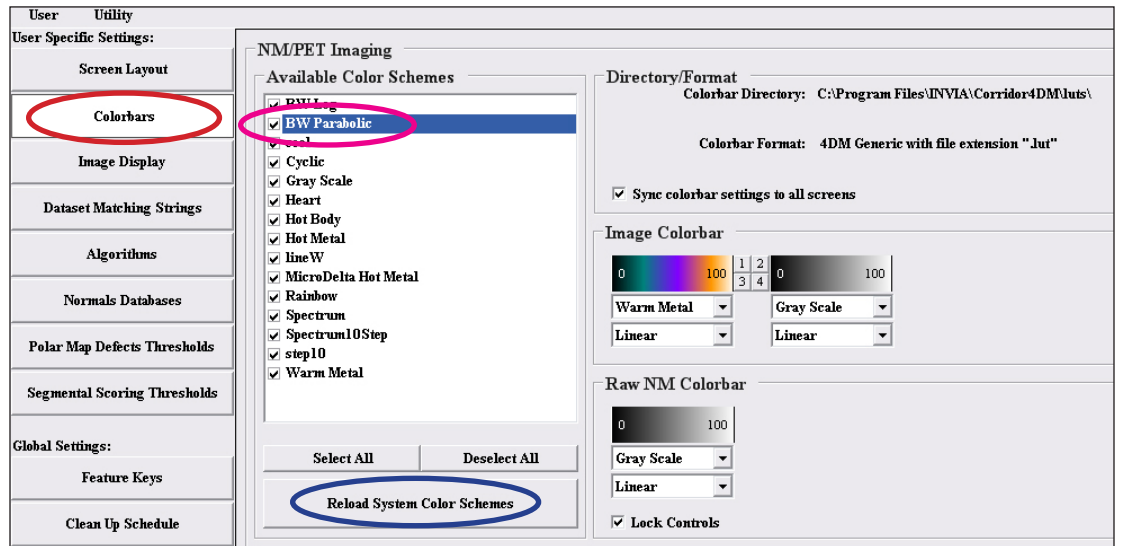 User Utility
User Specific Settings:
Screen Layout
Colorbars
Image Display
Dataset Matching Strings
Algorithms
Normals Databases
Polar Map Defects Thresholds
Segmental Scoring Thresholds
Global Settings:
Feature Keys
Clean Up Schedule
NM/PET Imaging
Available Color Schemes
BW Log
BW Parabolic
cool
Cyclic
Gray Scale
Heart
Hot Body
Hot Metal
lineW
MicroDelta Hot Metal
Rainbow
Spectrum
Spectrum10Step
step10
Warm Metal
Select All Deselect All
Reload System Color Schemes
Directory/Format
Colorbar Directory: C:\Program Files\INVIA\Corridor4DM\luts\
Colorbar Format: 4DM Generic with file extension ".lut"
Sync colorbar settings to all screens
Image Colorbar
0 100 1 2 0 100
3 4
Warm Metal Gray Scale
Linear Linear
Raw NM Colorbar
0 100
Gray Scale
Linear
Lock Controls